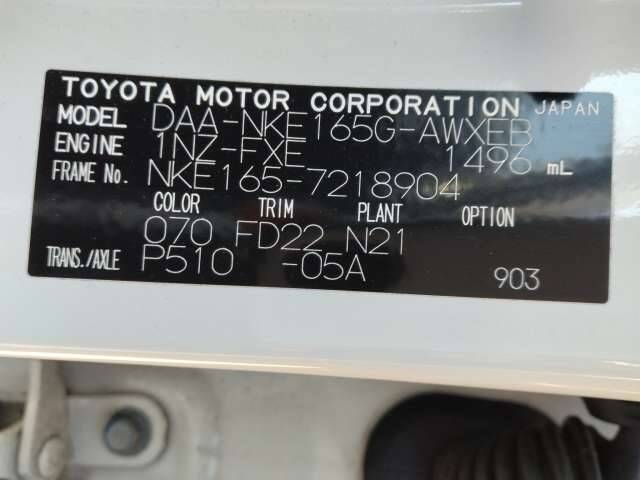 TOYOTA MOTOR CORPORATION JAPAN
MODEL DAA-NKE165G-AWXEB
ENGINE 1NZ-FXE 1496 mL
FRAME No. NKE165-7218904
COLOR TRIM PLANT OPTION
070 FD22 N21
TRANS./AXLE P510 -05A 903